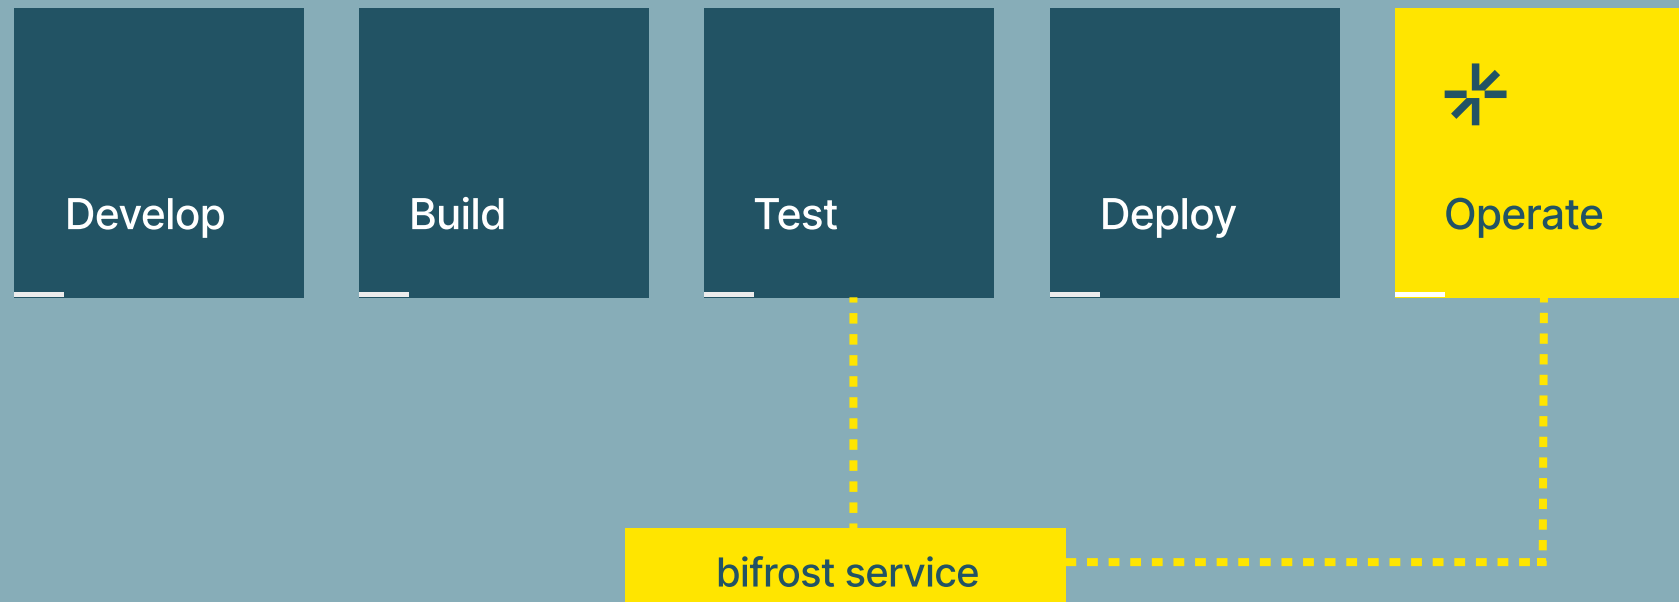 Develop
Build
Test
Deploy
Operate
bifrost service